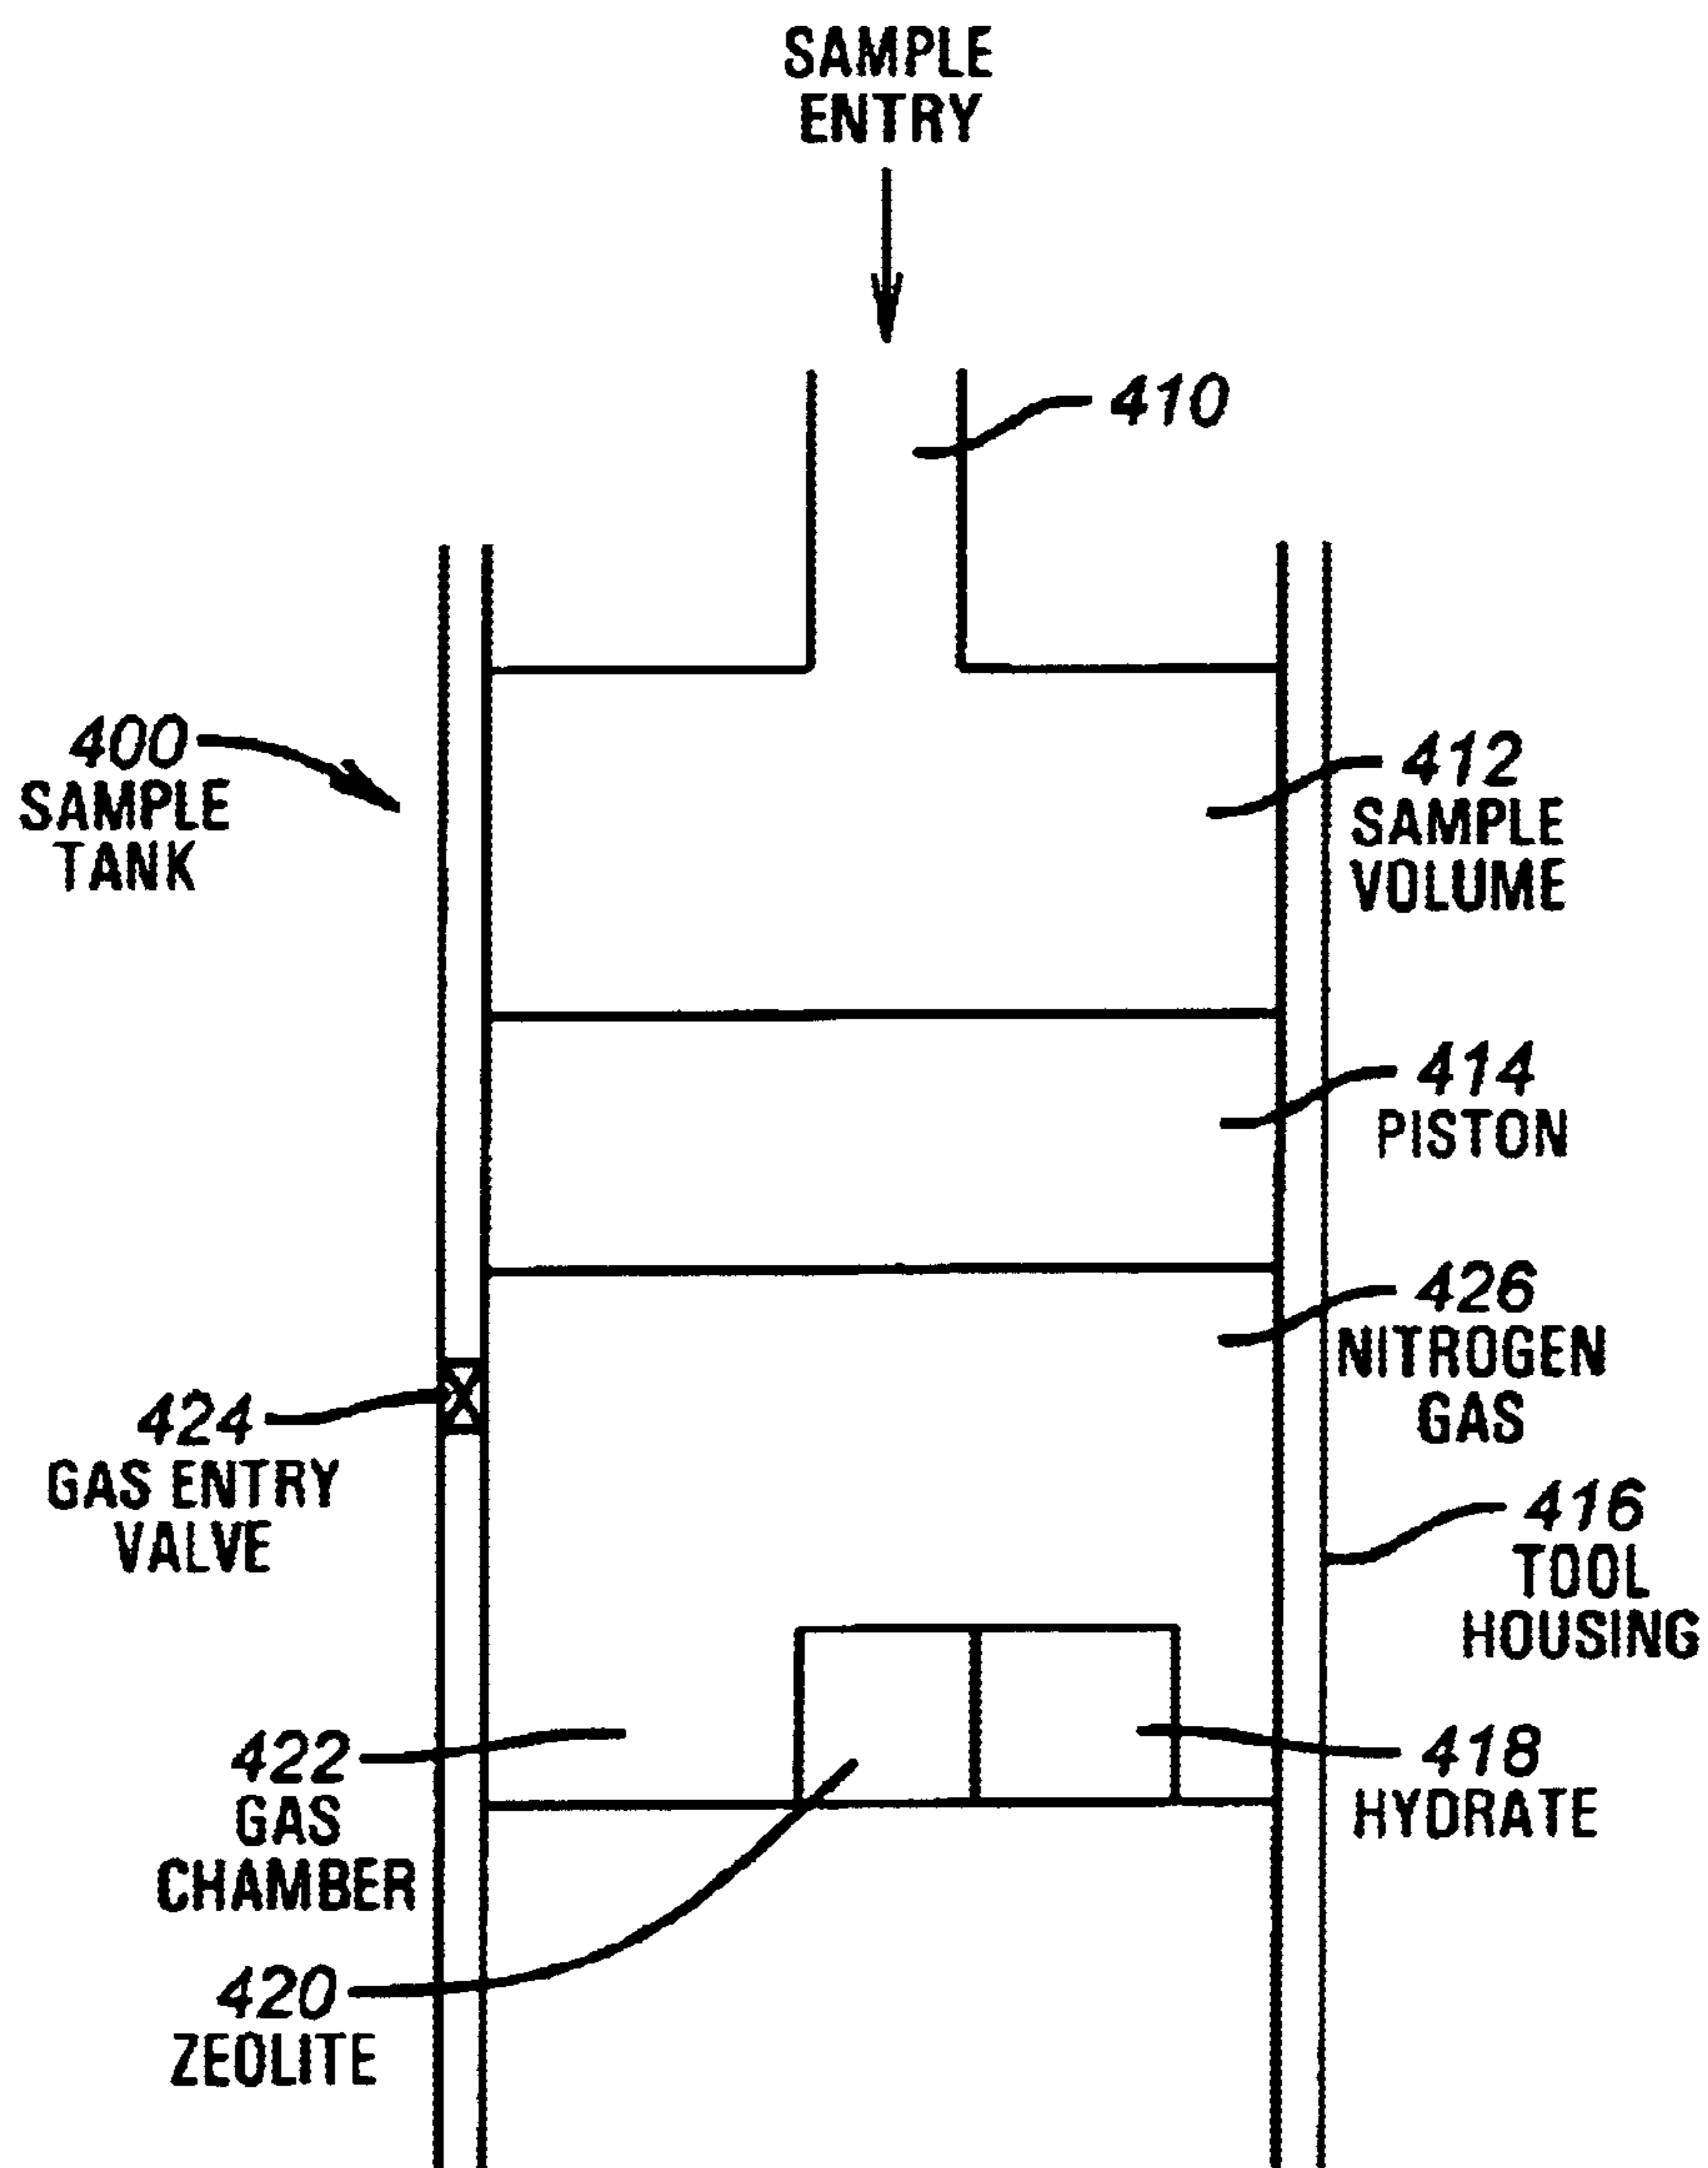 SAMPLE
ENTRY
410
400
SAMPLE
TANK
412
SAMPLE
VOLUME
414
PISTON
426
NITROGEN
GAS
424
GAS ENTRY
VALVE
416
TOOL
HOUSING
422
GAS
CHAMBER
418
HYDRATE
420
ZEOLITE